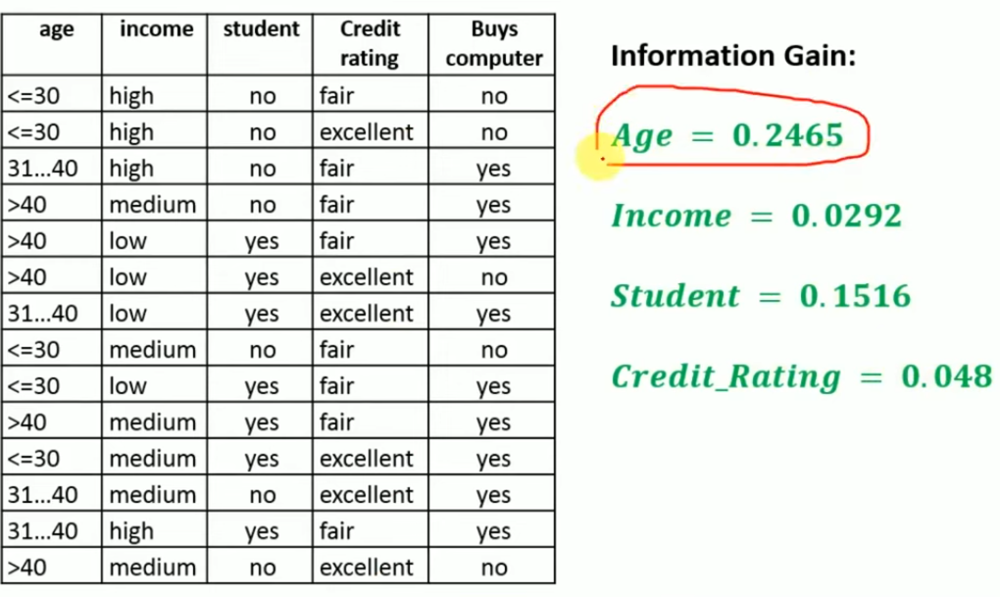 age income student Credit rating Buys computer
<=30 high no fair no
<=30 high no excellent no
31...40 high no fair yes
>40 medium no fair yes
>40 low yes fair yes
>40 low yes excellent no
31...40 low yes excellent yes
<=30 medium no fair no
<=30 low yes fair yes
>40 medium yes fair yes
<=30 medium yes excellent yes
31...40 medium no excellent yes
31...40 high yes fair yes
>40 medium no excellent no
Information Gain:
Age = 0.2465
Income = 0.0292
Student = 0.1516
Credit_Rating = 0.048